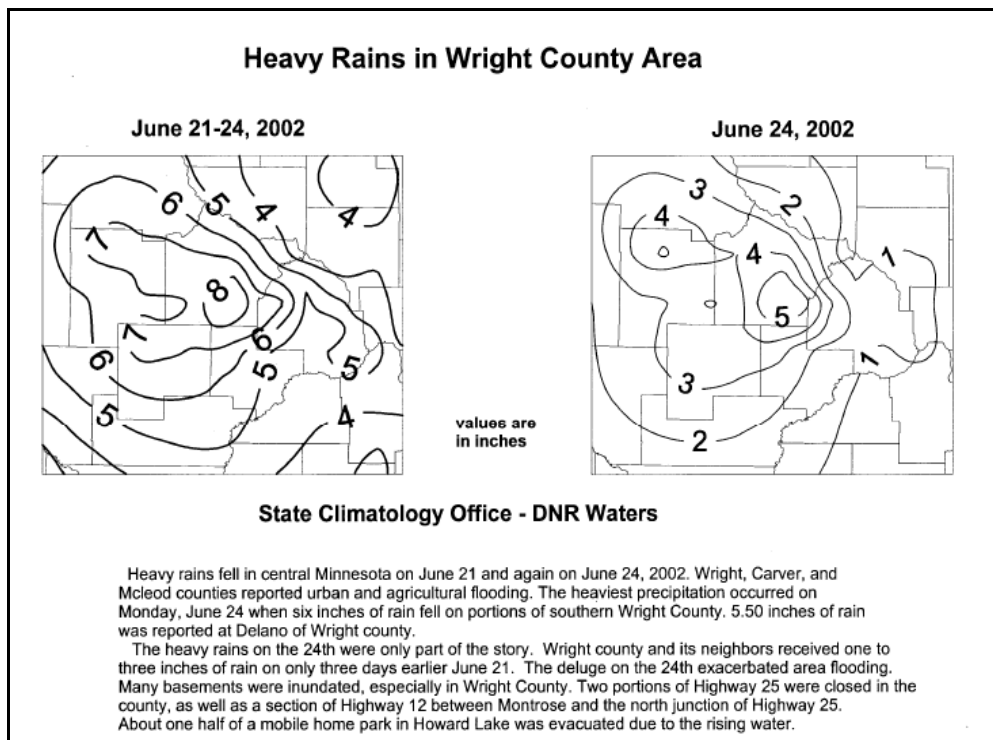 Heavy Rains in Wright County Area
June 21-24, 2002
June 24, 2002
6
5
4
4
7
8
7
6
6
5
5
5
4
3
2
4
4
1
5
1
3
2
values are
in inches
State Climatology Office - DNR Waters
Heavy rains fell in central Minnesota on June 21 and again on June 24, 2002. Wright, Carver, and
Mcleod counties reported urban and agricultural flooding. The heaviest precipitation occurred on
Monday, June 24 when six inches of rain fell on portions of southern Wright County. 5.50 inches of rain
was reported at Delano of Wright county.
The heavy rains on the 24th were only part of the story. Wright county and its neighbors received one to
three inches of rain on only three days earlier June 21. The deluge on the 24th exacerbated area flooding.
Many basements were inundated, especially in Wright County. Two portions of Highway 25 were closed in the
county, as well as a section of Highway 12 between Montrose and the north junction of Highway 25.
About one half of a mobile home park in Howard Lake was evacuated due to the rising water.